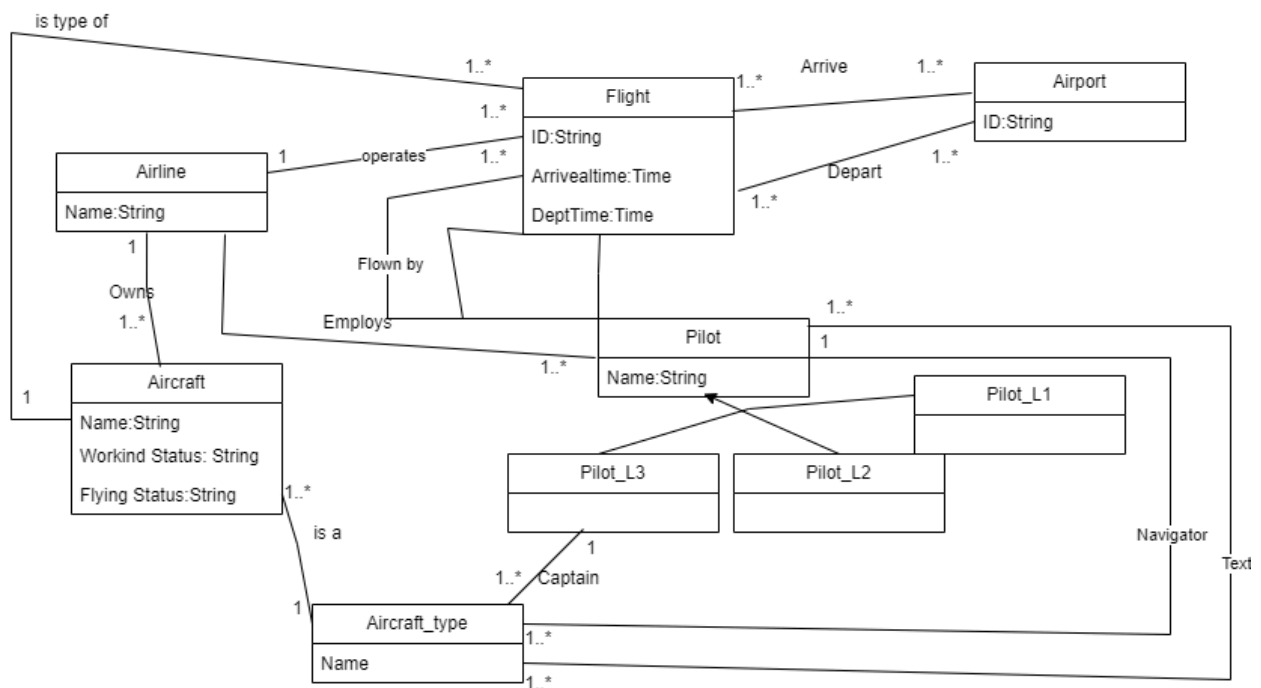 is type of
1..*
Arrive
1..*
1..*
Flight
Airport
1..*
ID:String
ID:String
1
operates
1..*
1..*
Airline
Arrivealtime:Time
Depart
Name:String
1..*
DeptTime:Time
1
Flown by
Owns
1..*
Employs
1..*
Pilot
1
1..*
Name:String
Aircraft
1
Pilot_L1
Name:String
Workind Status: String
Pilot_L3
Pilot_L2
Flying Status:String
1..*
is a
Navigator
1
Text
1..*
Captain
1
Aircraft_type
1..*
Name
1..*